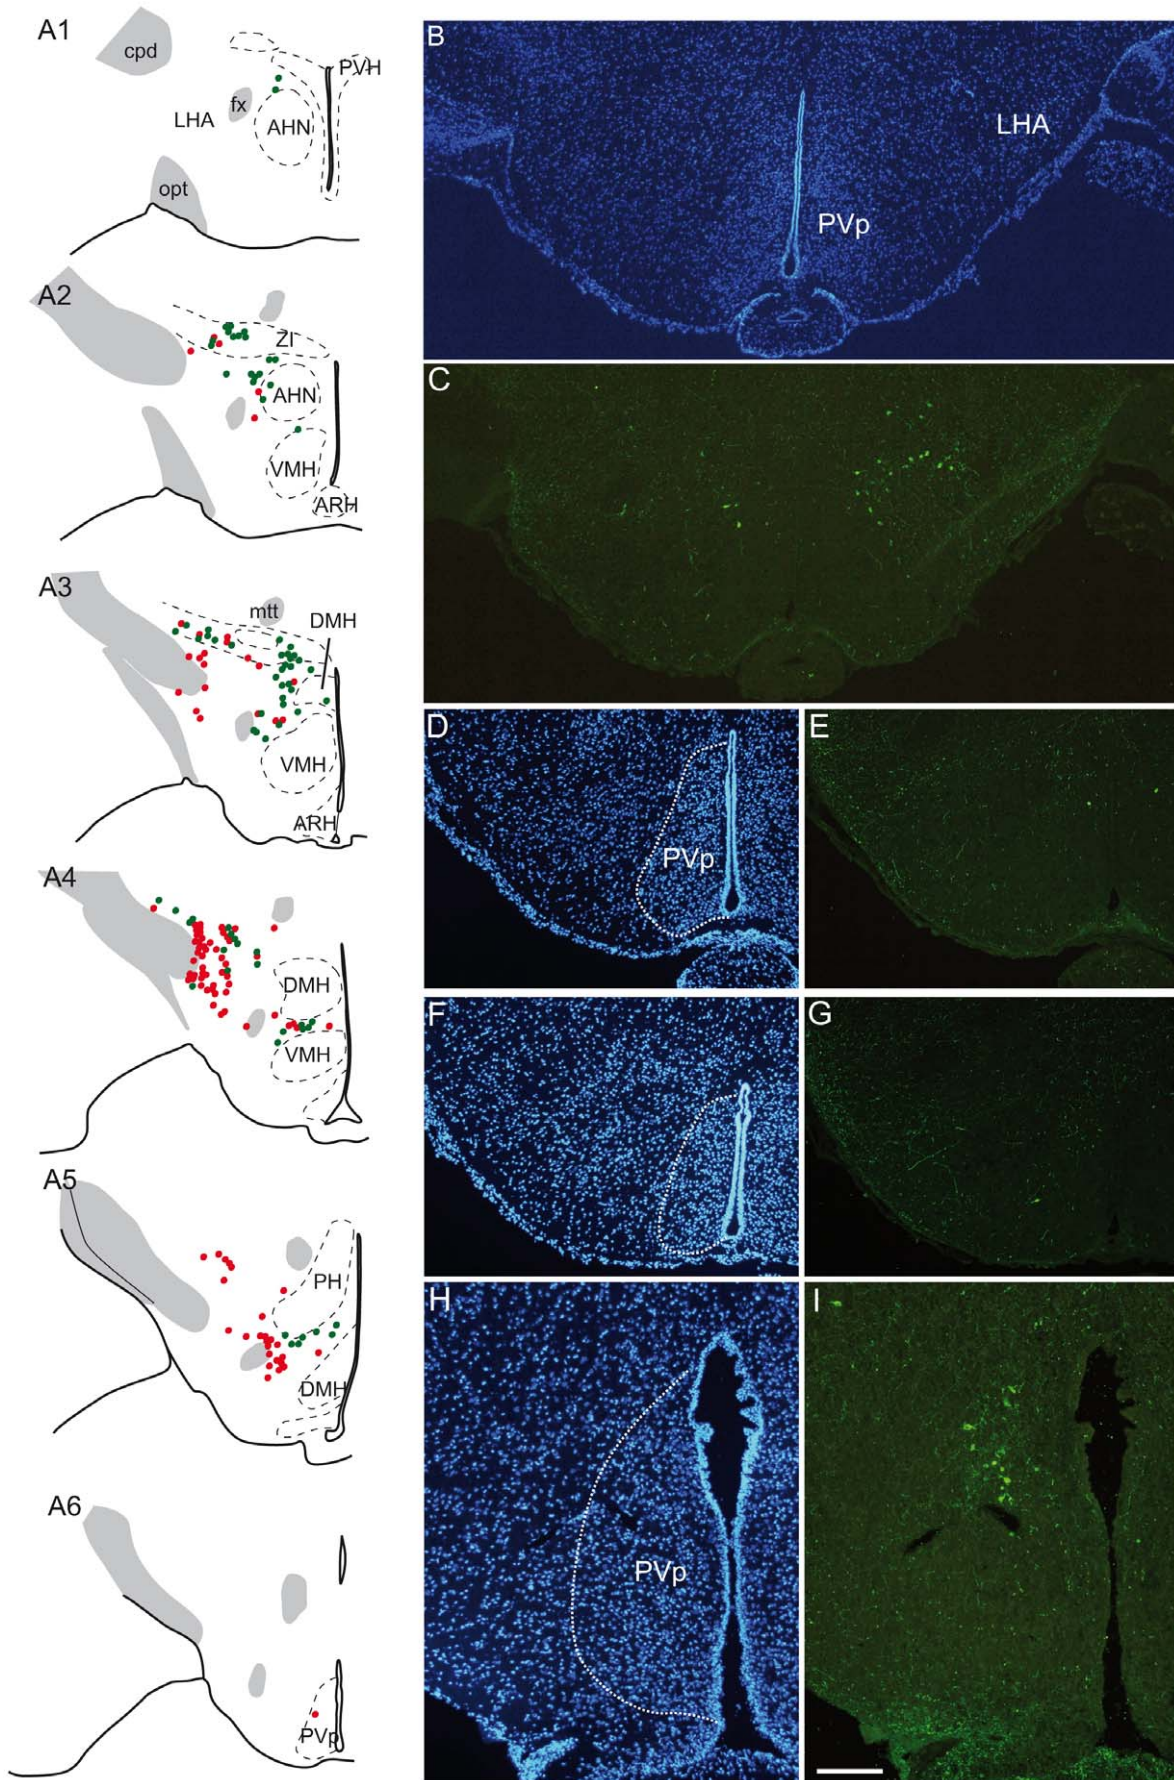 A1
cpd
PVH
fx
LHA
AHN
opt
A2
ZI
AHN
VMH
ARH
A3
mtt
DMH
VMH
ARH
A4
DMH
VMH
A5
PH
DMH
A6
PVp
B
LHA
PVp
C
D
PVp
E
F
G
H
PVp
I